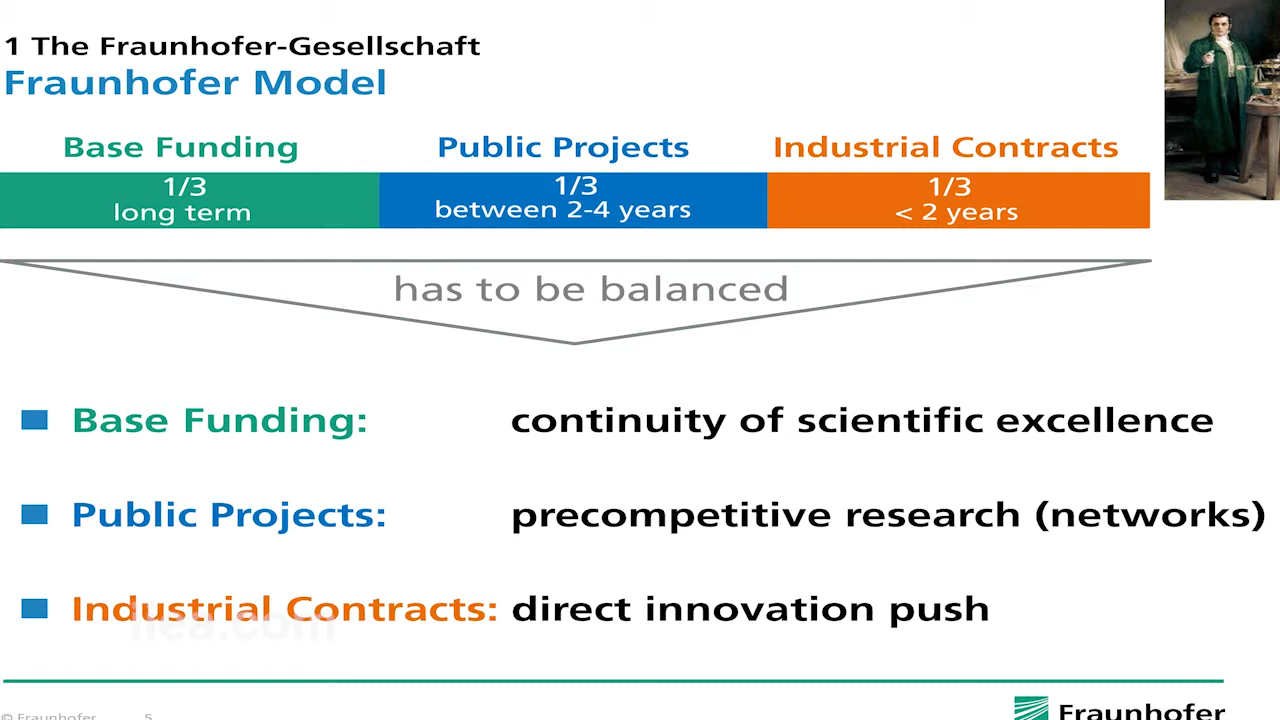 1 The Fraunhofer-Gesellschaft
Fraunhofer Model
Base Funding
Public Projects
Industrial Contracts
1/3
long term
1/3
between 2-4 years
1/3
< 2 years
has to be balanced
Base Funding: continuity of scientific excellence
Public Projects: precompetitive research (networks)
Industrial Contracts: direct innovation push
© Fraunhofer 5
Fraunhofer